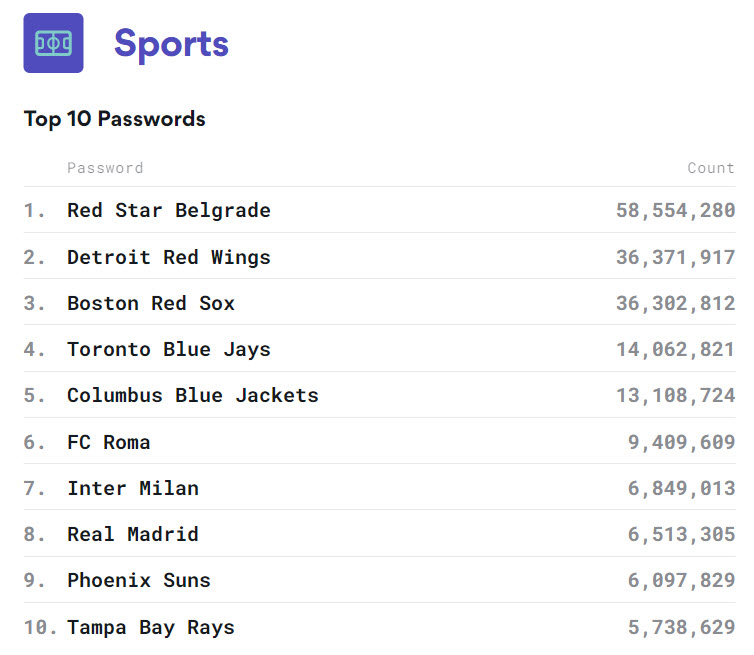 Sports
Top 10 Passwords
Password Count
1. Red Star Belgrade 58,554,280
2. Detroit Red Wings 36,371,917
3. Boston Red Sox 36,302,812
4. Toronto Blue Jays 14,062,821
5. Columbus Blue Jackets 13,108,724
6. FC Roma 9,409,609
7. Inter Milan 6,849,013
8. Real Madrid 6,513,305
9. Phoenix Suns 6,097,829
10. Tampa Bay Rays 5,738,629